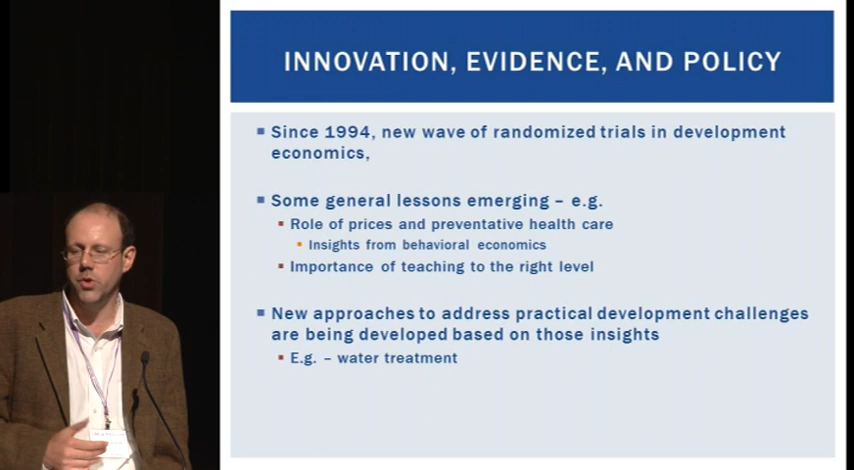 INNOVATION, EVIDENCE, AND POLICY
Since 1994, new wave of randomized trials in development
economics,
Some general lessons emerging – e.g.
Role of prices and preventative health care
Insights from behavioral economics
Importance of teaching to the right level
New approaches to address practical development challenges
are being developed based on those insights
E.g. – water treatment